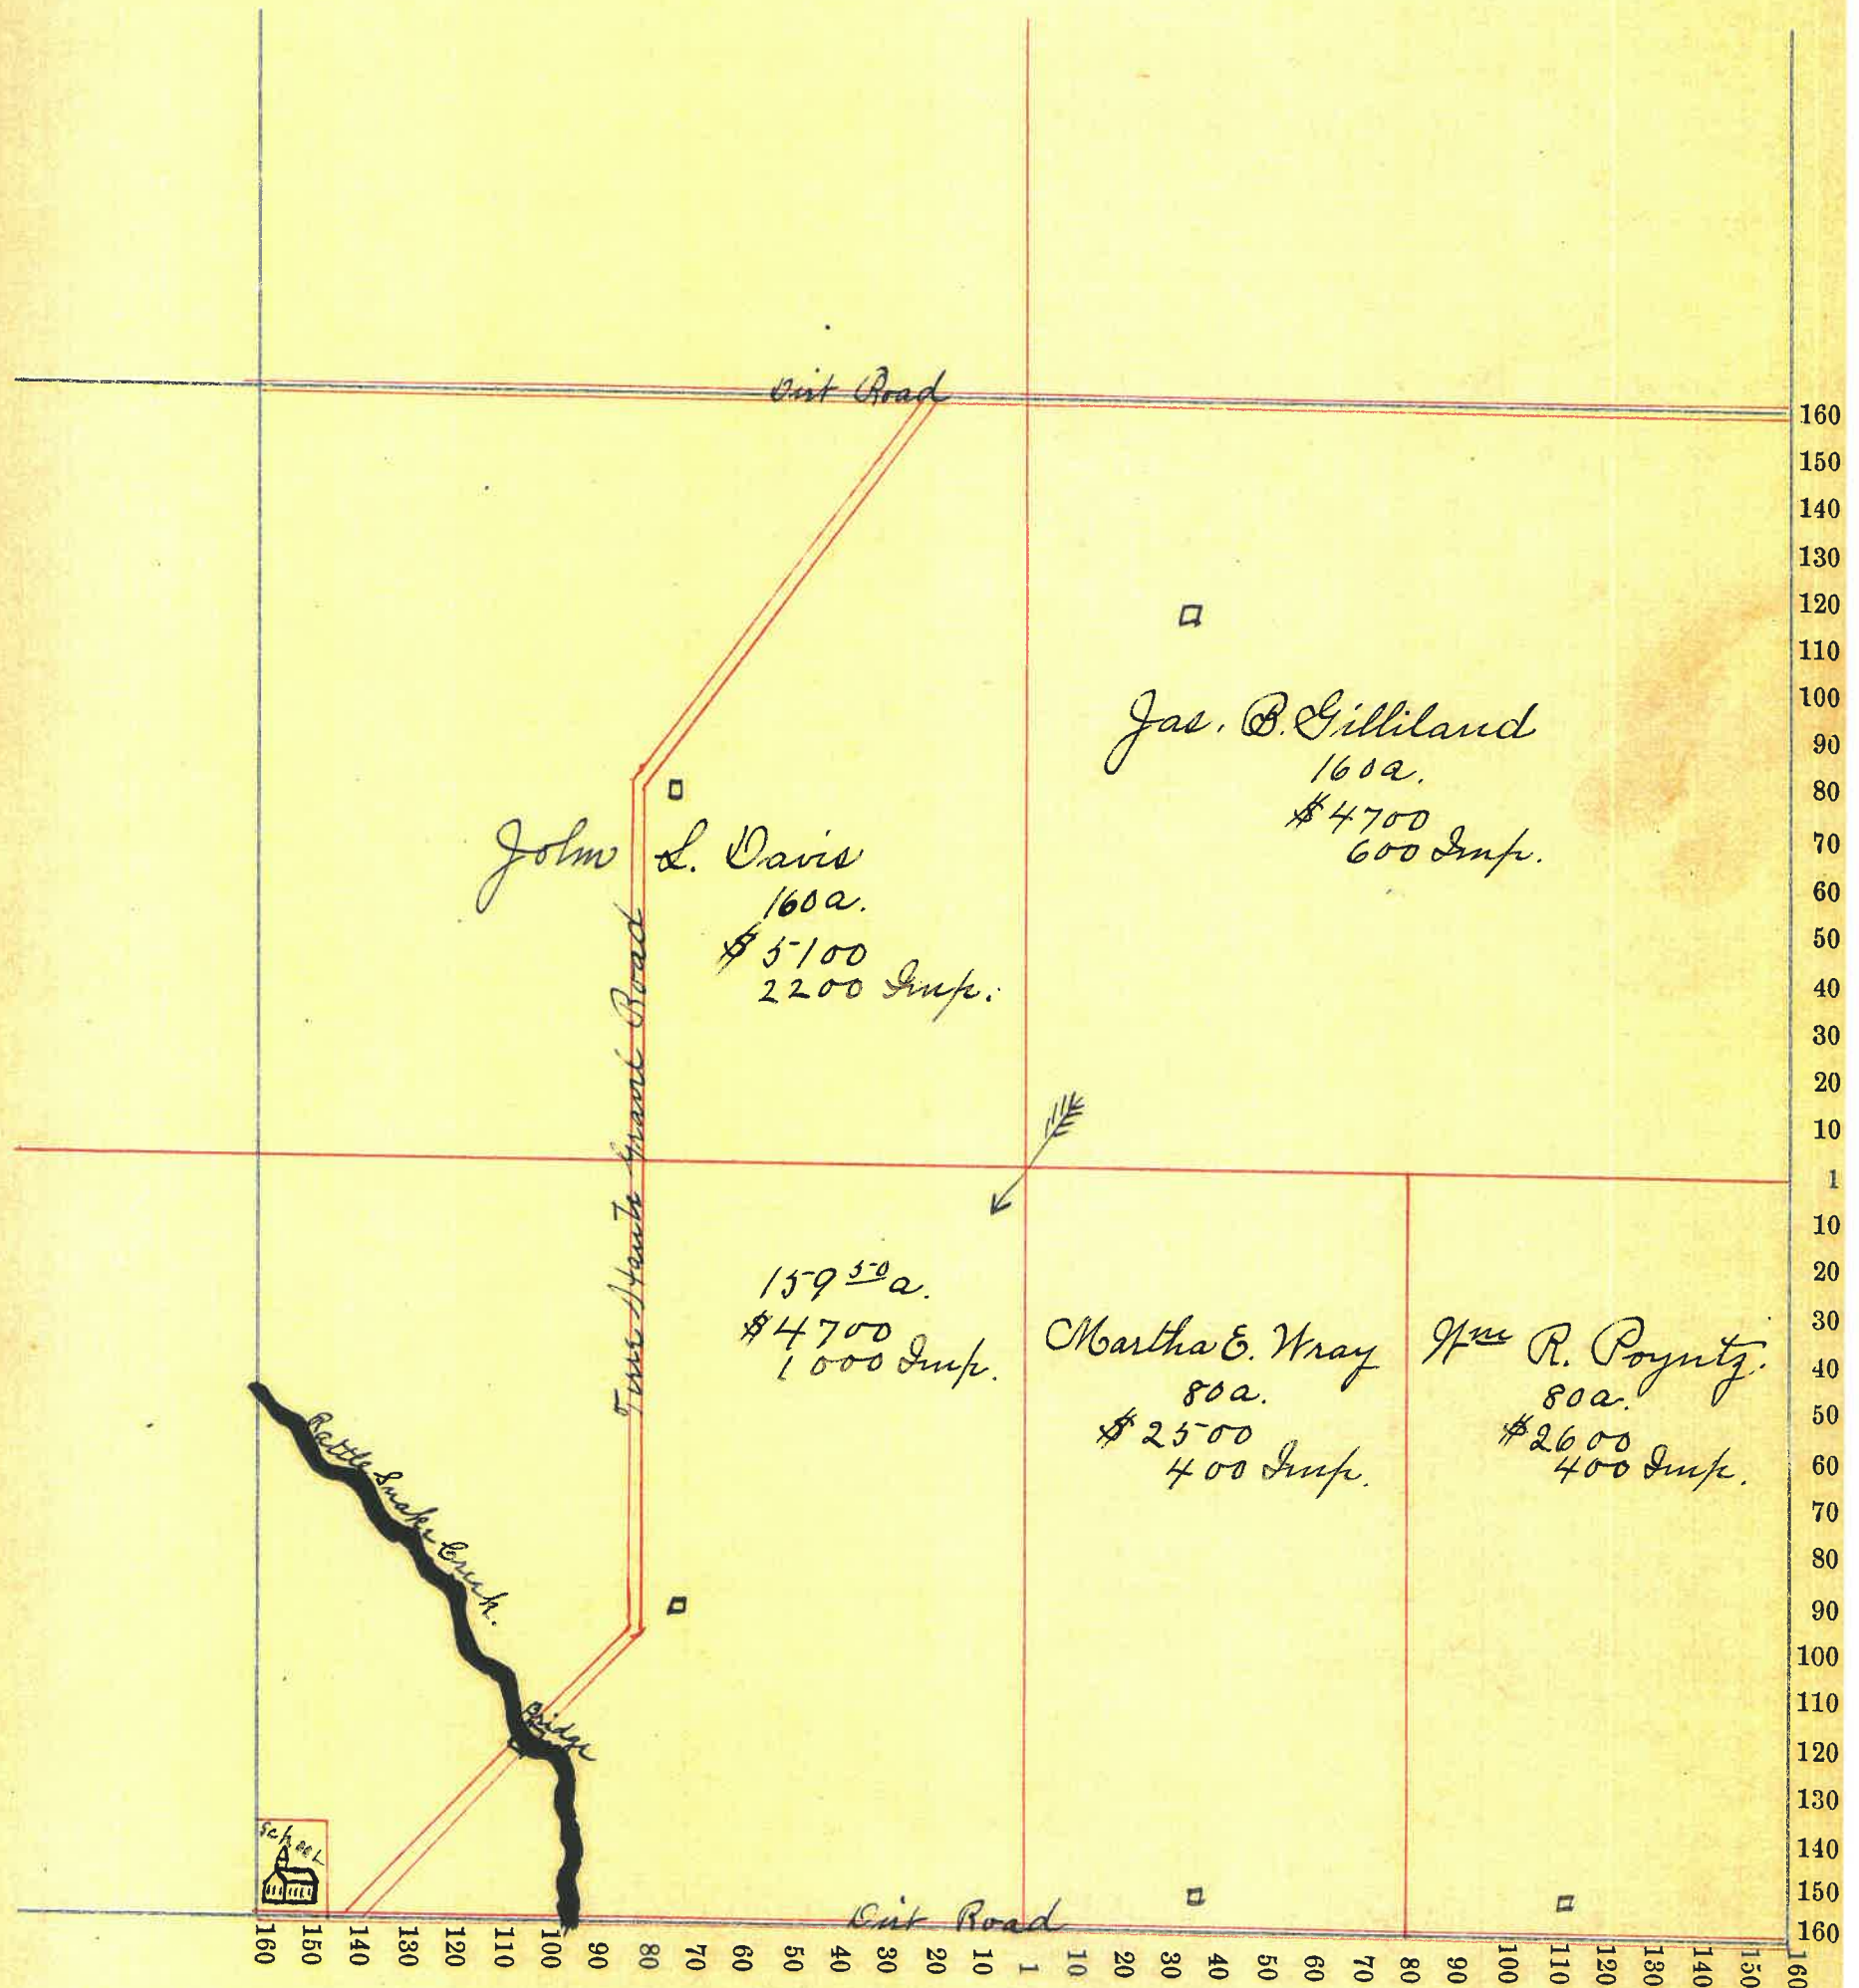 Dirt Road
Jas. B. Gilliland
160 a.
$4700
600 Imp.
John L. Davis
160 a.
$5100
2200 Imp.
Terre Haute Gravel Road
159 50 a.
$4700
1000 Imp.
Martha E. Wray
80 a.
$2500
400 Imp.
Wm R. Poyntz.
80 a.
$2600
400 Imp.
Rattle Snake Creek.
Bridge
School
Dirt Road
160
150
140
130
120
110
100
90
80
70
60
50
40
30
20
10
1
10
20
30
40
50
60
70
80
90
100
110
120
130
140
150
160
160 150 140 130 120 110 100 90 80 70 60 50 40 30 20 10 1 10 20 30 40 50 60 70 80 90 100 110 120 130 140 150 160